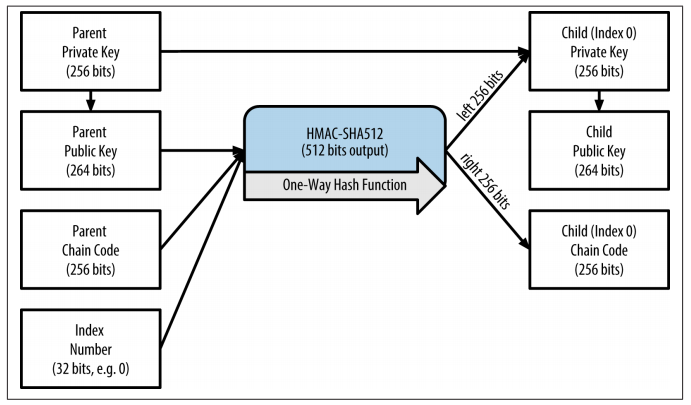 Parent
Private Key
(256 bits)
Parent
Public Key
(264 bits)
Parent
Chain Code
(256 bits)
Index
Number
(32 bits, e.g. 0)
HMAC-SHA512
(512 bits output)
One-Way Hash Function
left 256 bits
right 256 bits
Child (Index 0)
Private Key
(256 bits)
Child
Public Key
(264 bits)
Child (Index 0)
Chain Code
(256 bits)